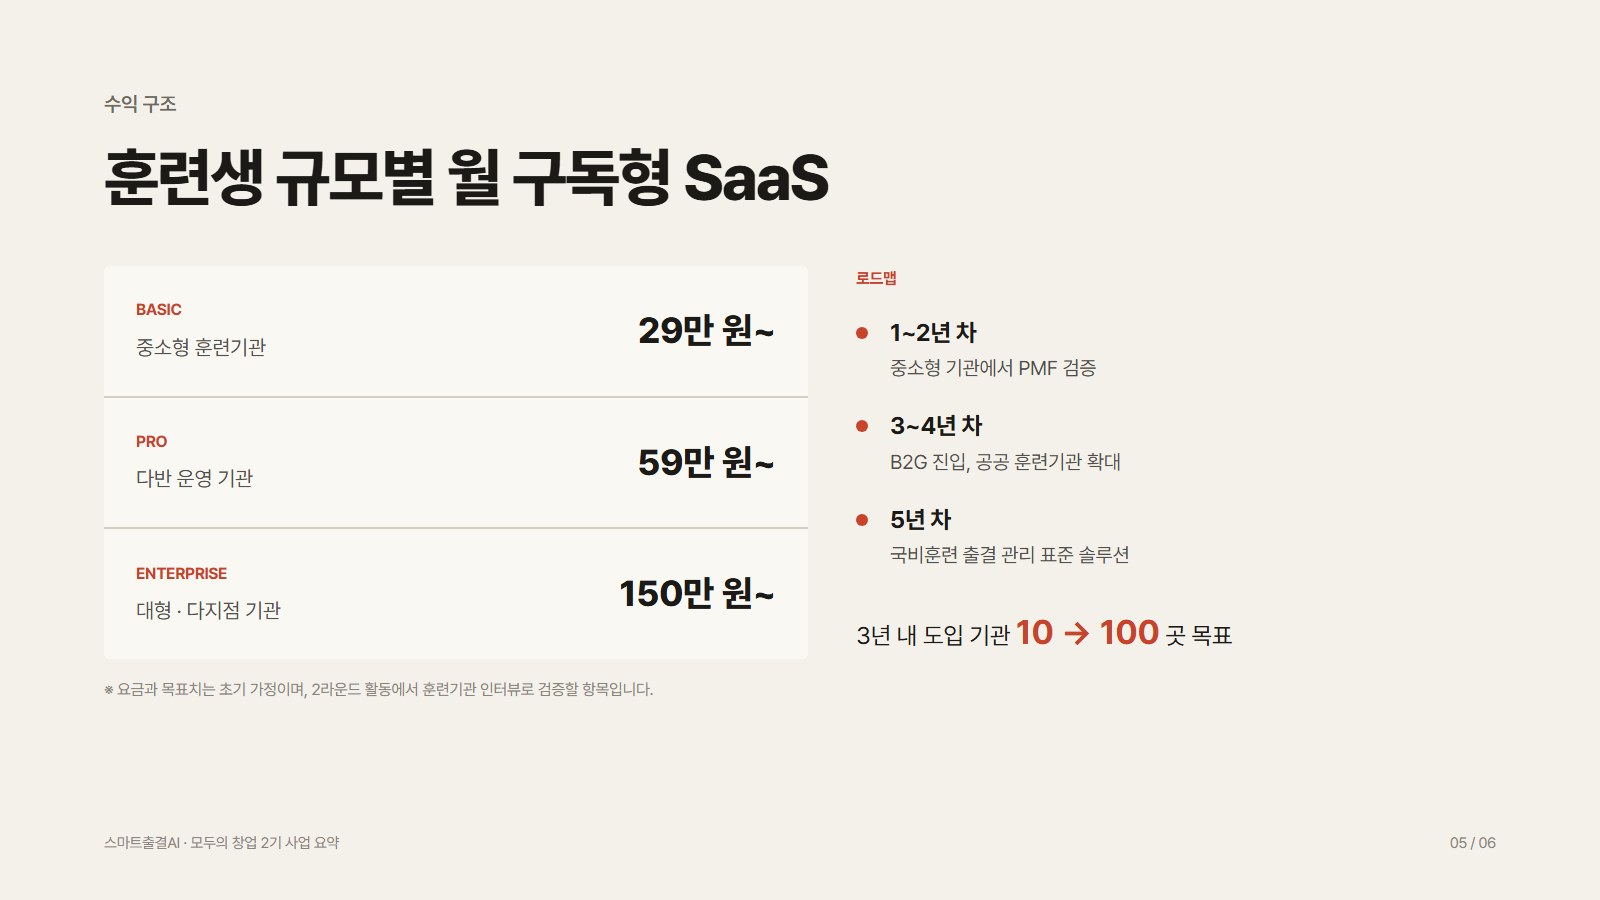 수익 구조
훈련생 규모별 월 구독형 SaaS
BASIC
중소형 훈련기관
29만 원~
PRO
다반 운영 기관
59만 원~
ENTERPRISE
대형 · 다지점 기관
150만 원~
※ 요금과 목표치는 초기 가정이며, 2라운드 활동에서 훈련기관 인터뷰로 검증할 항목입니다.
로드맵
1~2년 차
중소형 기관에서 PMF 검증
3~4년 차
B2G 진입, 공공 훈련기관 확대
5년 차
국비훈련 출결 관리 표준 솔루션
3년 내 도입 기관 10 → 100 곳 목표
스마트출결AI · 모두의 창업 2기 사업 요약
05 / 06